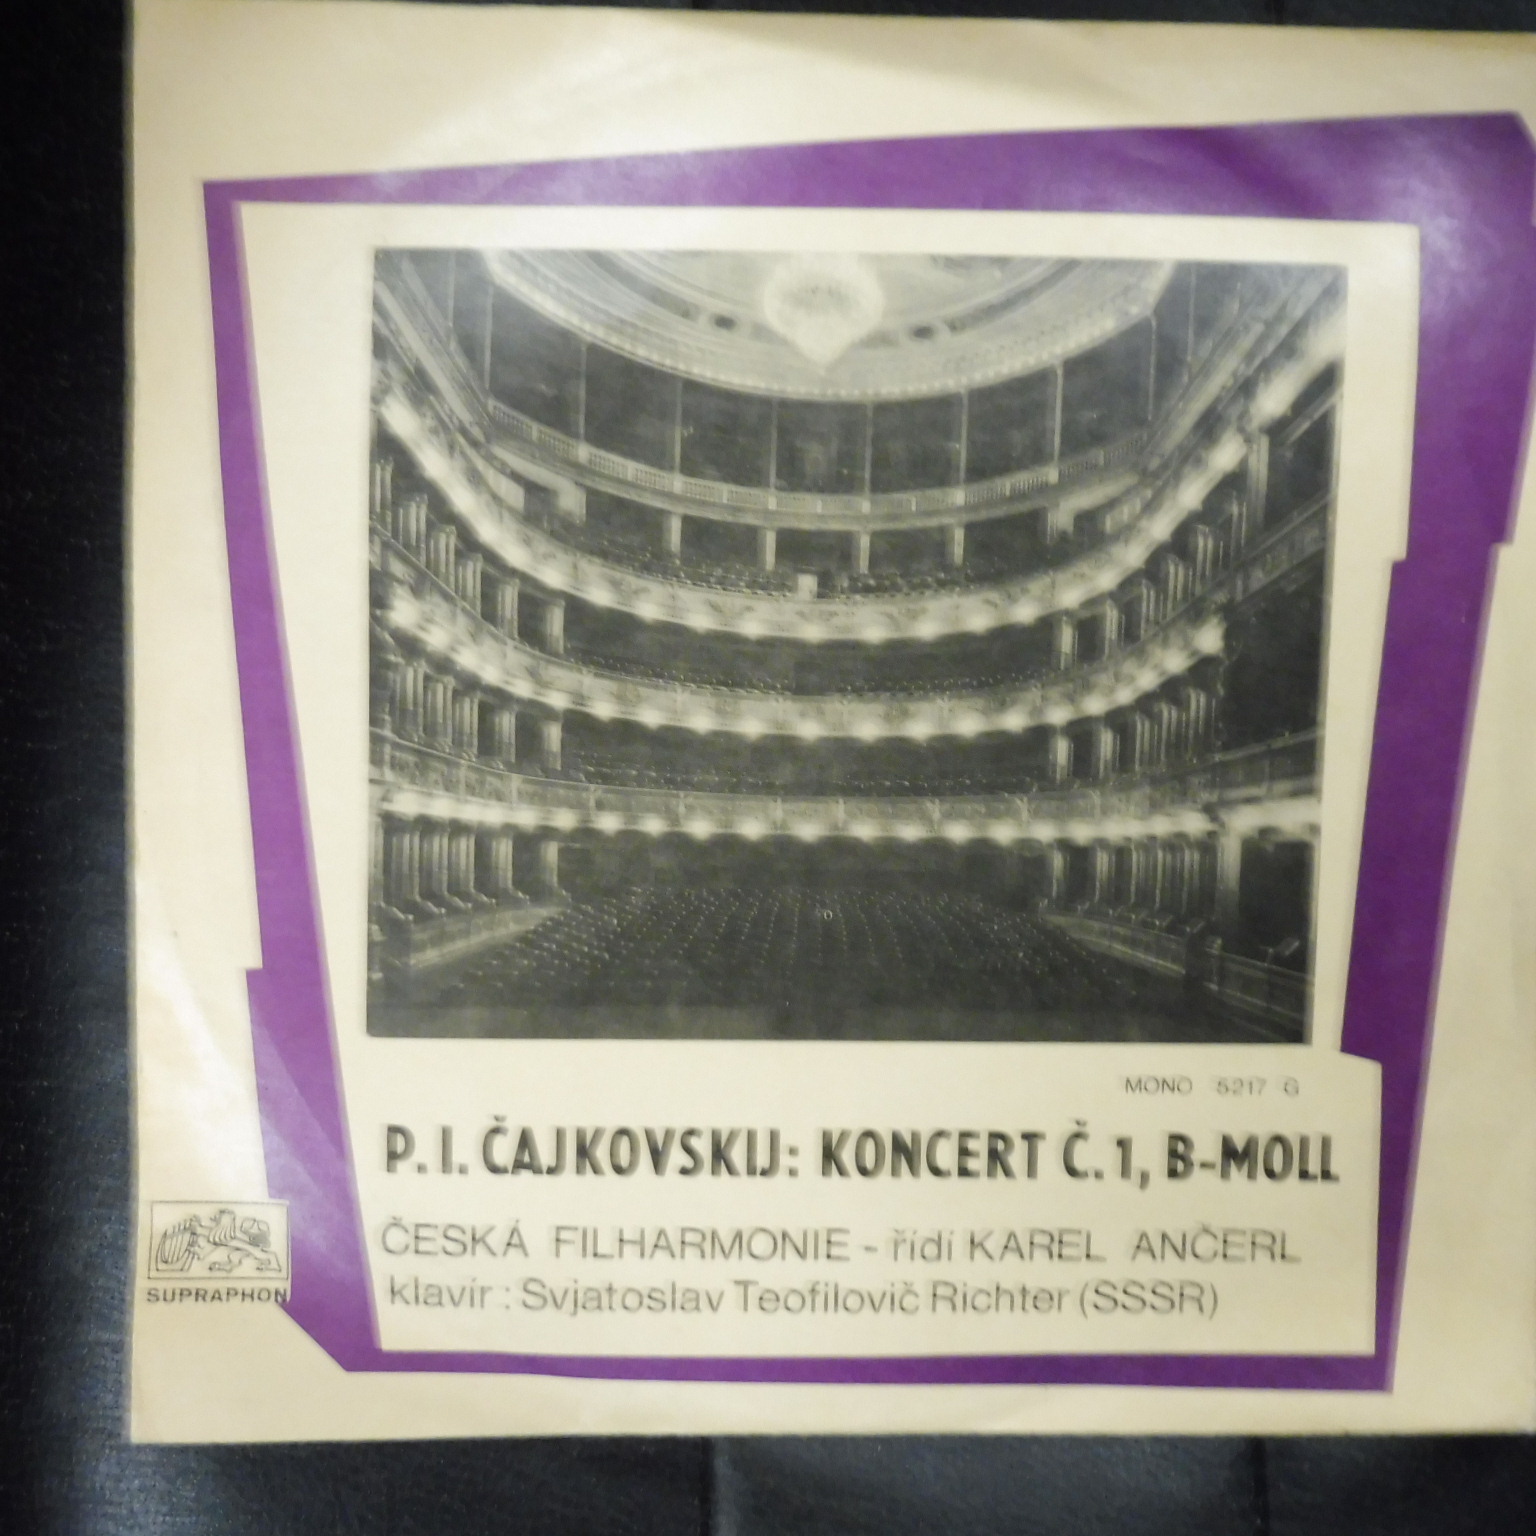 MONO 5217 G
P. I. ČAJKOVSKIJ: KONCERT Č. 1, B-MOLL
ČESKÁ FILHARMONIE - řídí KAREL ANČERL
klavír : Svjatoslav Teofilovič Richter (SSSR)
SUPRAPHON